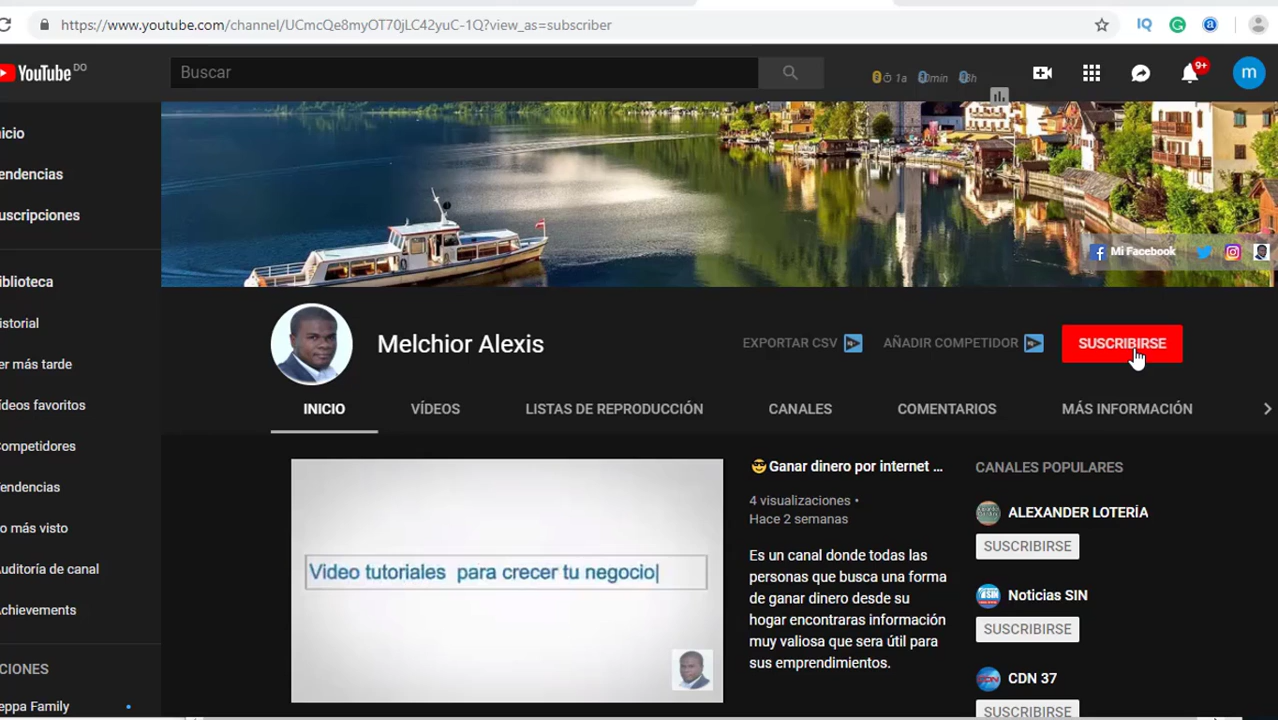 https://www.youtube.com/channel/UCmcQe8myOT70jLC42yuC-1Q?view_as=subscriber
YouTube DO
Buscar
1a
0min
48h
9+
m
nicio
endencias
uscripciones
iblioteca
istorial
er más tarde
ídeos favoritos
ompetidores
endencias
o más visto
uditoría de canal
chievements
CIONES
eppa Family
Mi Facebook
Melchior Alexis
EXPORTAR CSV
AÑADIR COMPETIDOR
SUSCRIBIRSE
INICIO VÍDEOS LISTAS DE REPRODUCCIÓN CANALES COMENTARIOS MÁS INFORMACIÓN
Video tutoriales para crecer tu negocio|
😎Ganar dinero por internet ...
4 visualizaciones •
Hace 2 semanas
Es un canal donde todas las
personas que busca una forma
de ganar dinero desde su
hogar encontraras información
muy valiosa que sera útil para
sus emprendimientos.
CANALES POPULARES
ALEXANDER LOTERÍA
SUSCRIBIRSE
Noticias SIN
SUSCRIBIRSE
CDN 37
SUSCRIBIRSE